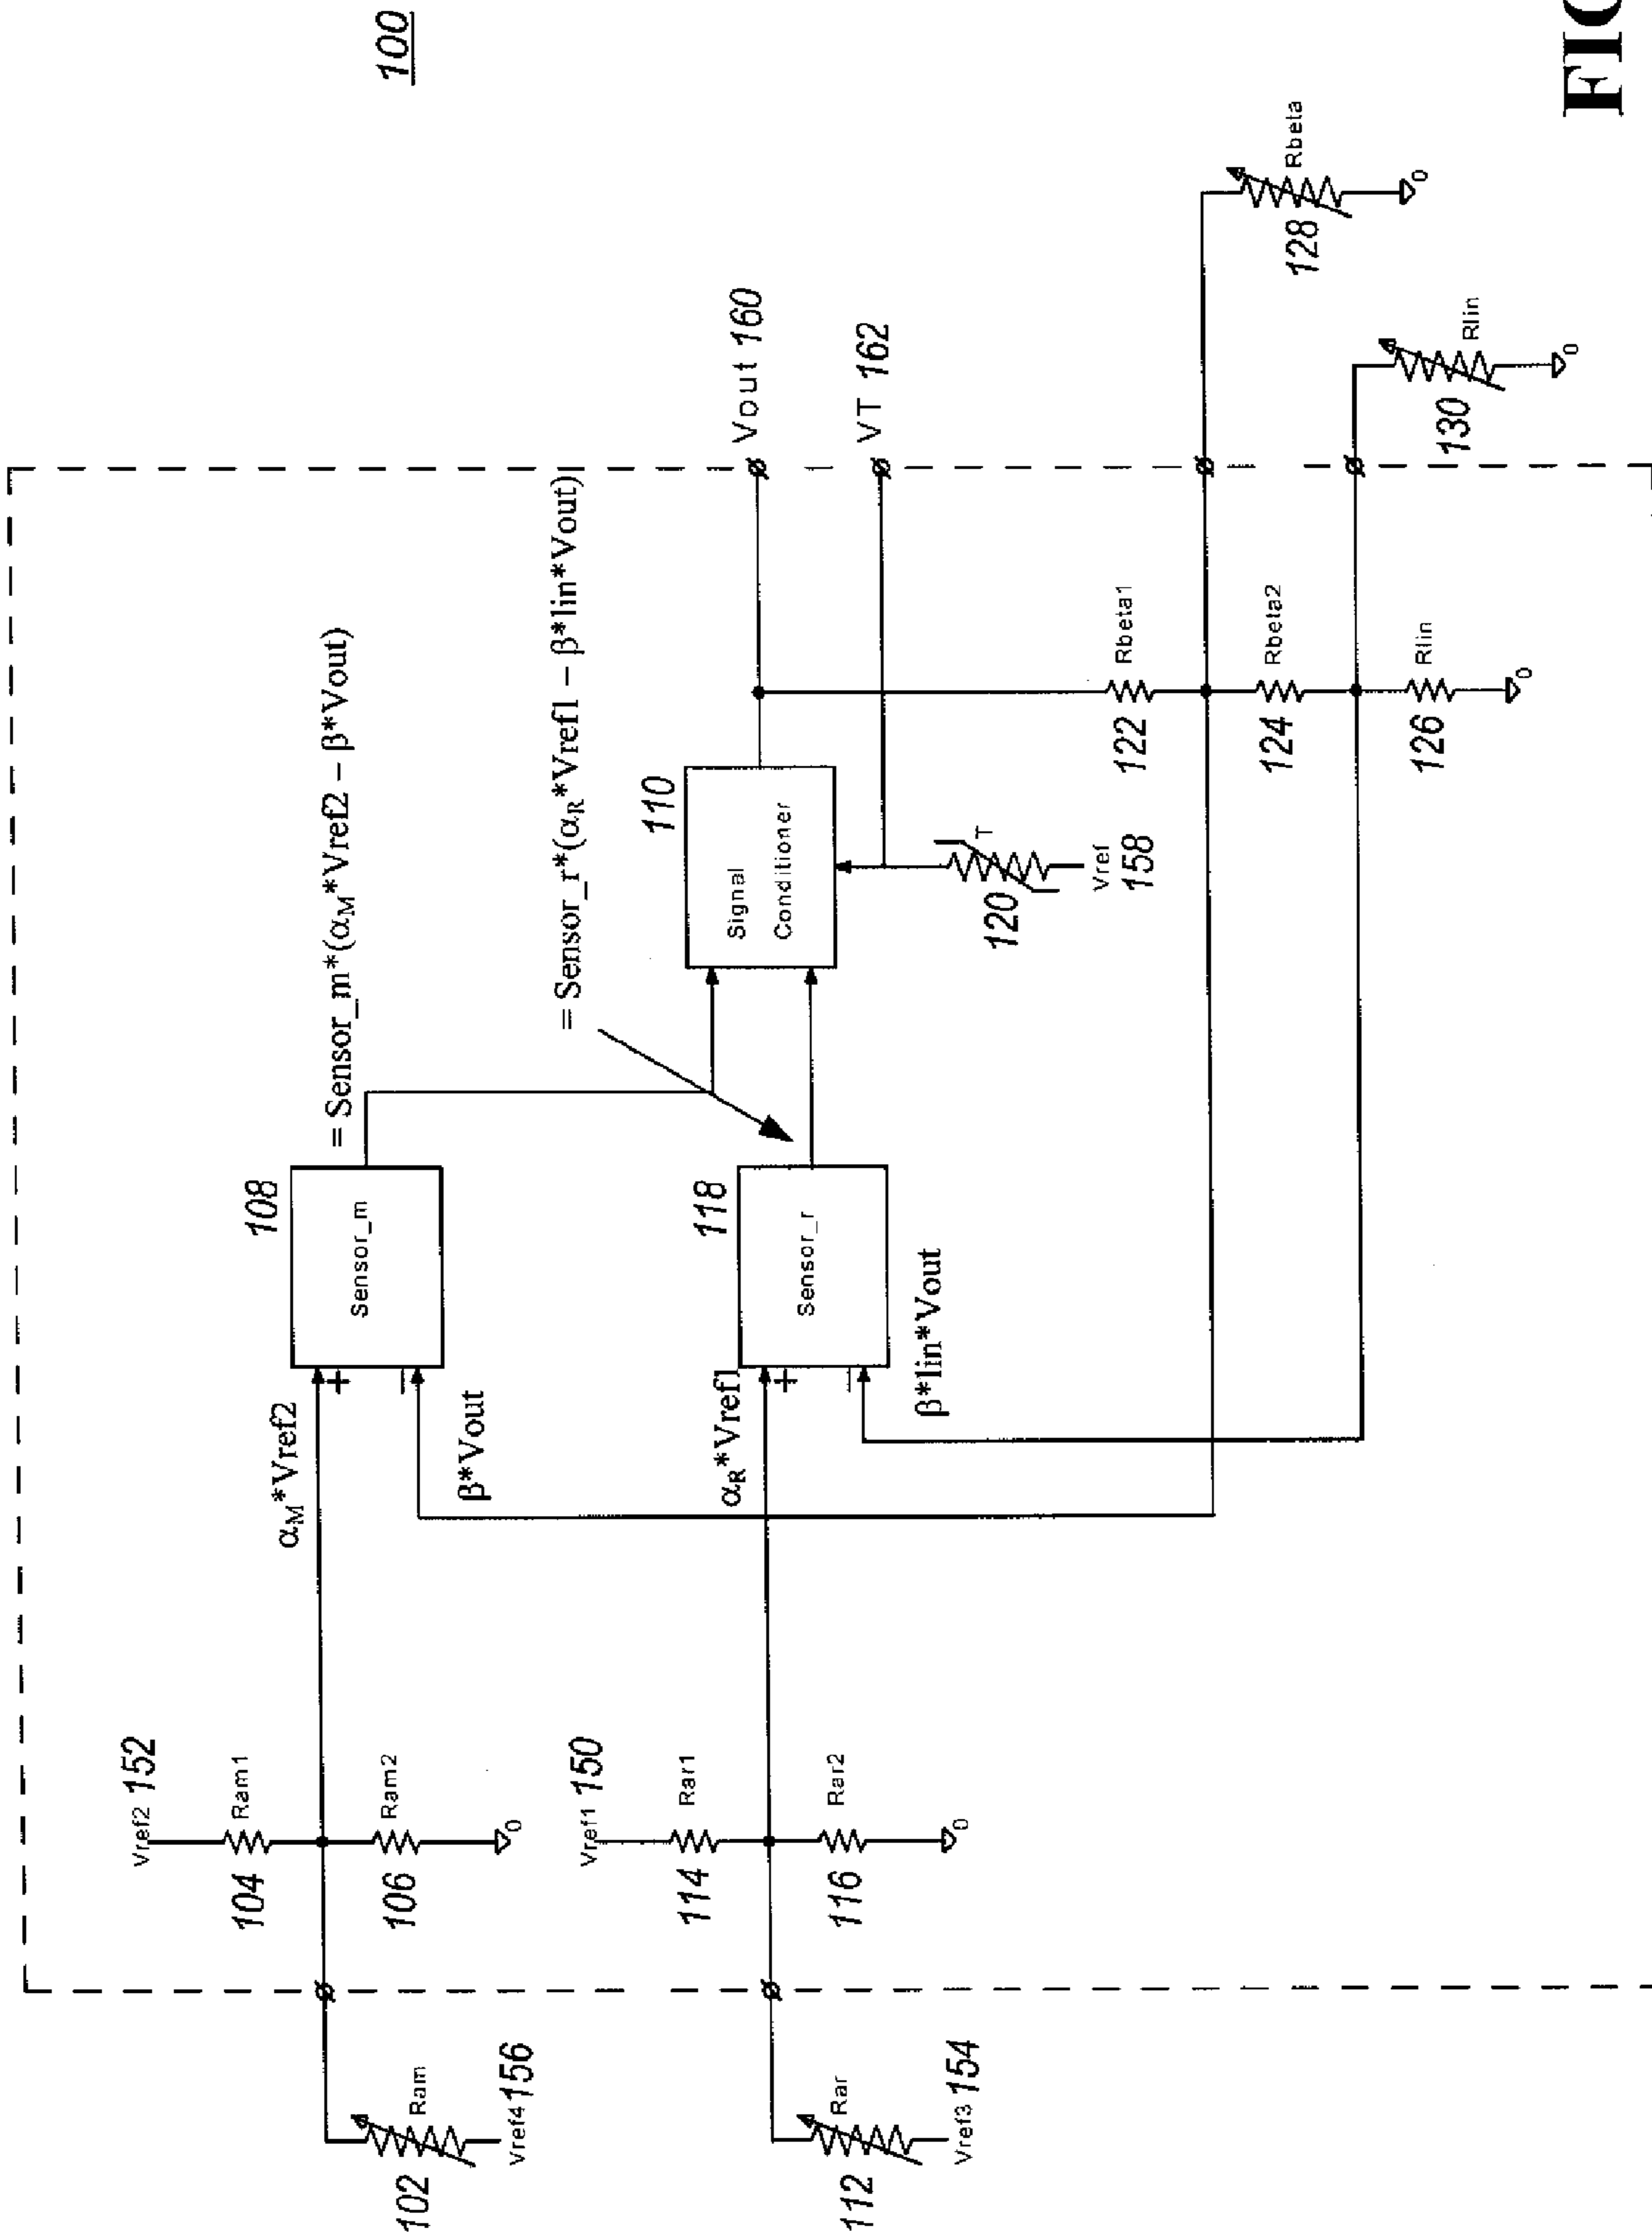 100
108
Sensor_m
= Sensor_m*(αM*Vref2 – β*Vout)
αM*Vref2
β*Vout
+
–
Vref2 152
Ram1
104
Ram2
106
0
102
Ram
Vref4 156
118
Sensor_r
= Sensor_r*(αR*Vref1 – β*lin*Vout)
αR*Vref1
β*lin*Vout
+
–
Vref1 150
Rar1
114
Rar2
116
0
112
Rar
Vref3 154
110
Signal
Conditioner
Vout 160
VT 162
T
120
Vref
158
Rbeta1
122
Rbeta2
124
Rlin
126
0
Rbeta
128
0
Rlin
130
0